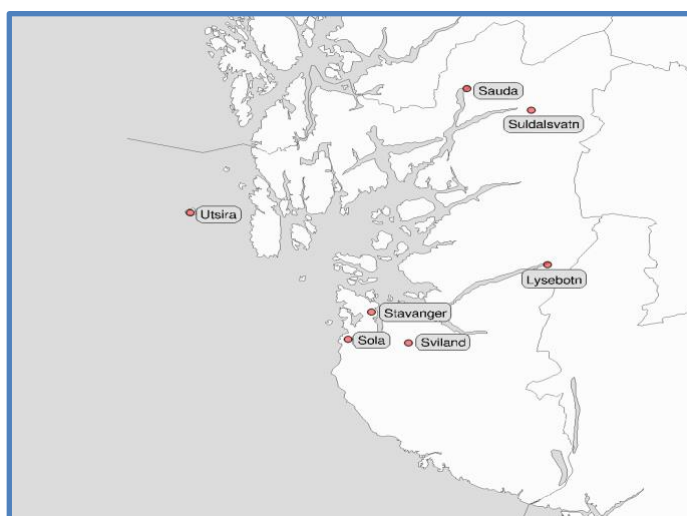 Sauda
Suldalsvatn
Utsira
Lysebotn
Stavanger
Sola
Sviland